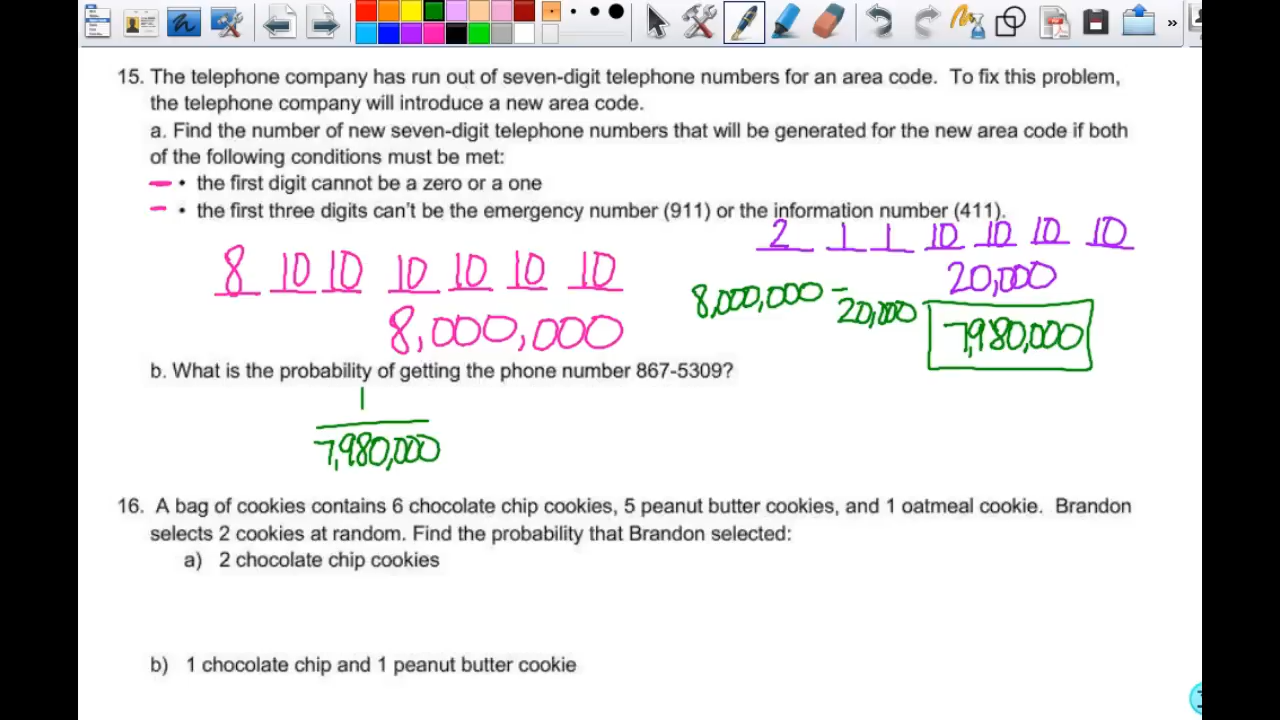 15. The telephone company has run out of seven-digit telephone numbers for an area code. To fix this problem,
the telephone company will introduce a new area code.
a. Find the number of new seven-digit telephone numbers that will be generated for the new area code if both
of the following conditions must be met:
• the first digit cannot be a zero or a one
• the first three digits can't be the emergency number (911) or the information number (411).
2 1 1 10 10 10 10
8 10 10 10 10 10 10
20,000
8,000,000 - 20,000
7,980,000
8,000,000
b. What is the probability of getting the phone number 867-5309?
1
7,980,000
16. A bag of cookies contains 6 chocolate chip cookies, 5 peanut butter cookies, and 1 oatmeal cookie. Brandon
selects 2 cookies at random. Find the probability that Brandon selected:
a) 2 chocolate chip cookies
b) 1 chocolate chip and 1 peanut butter cookie